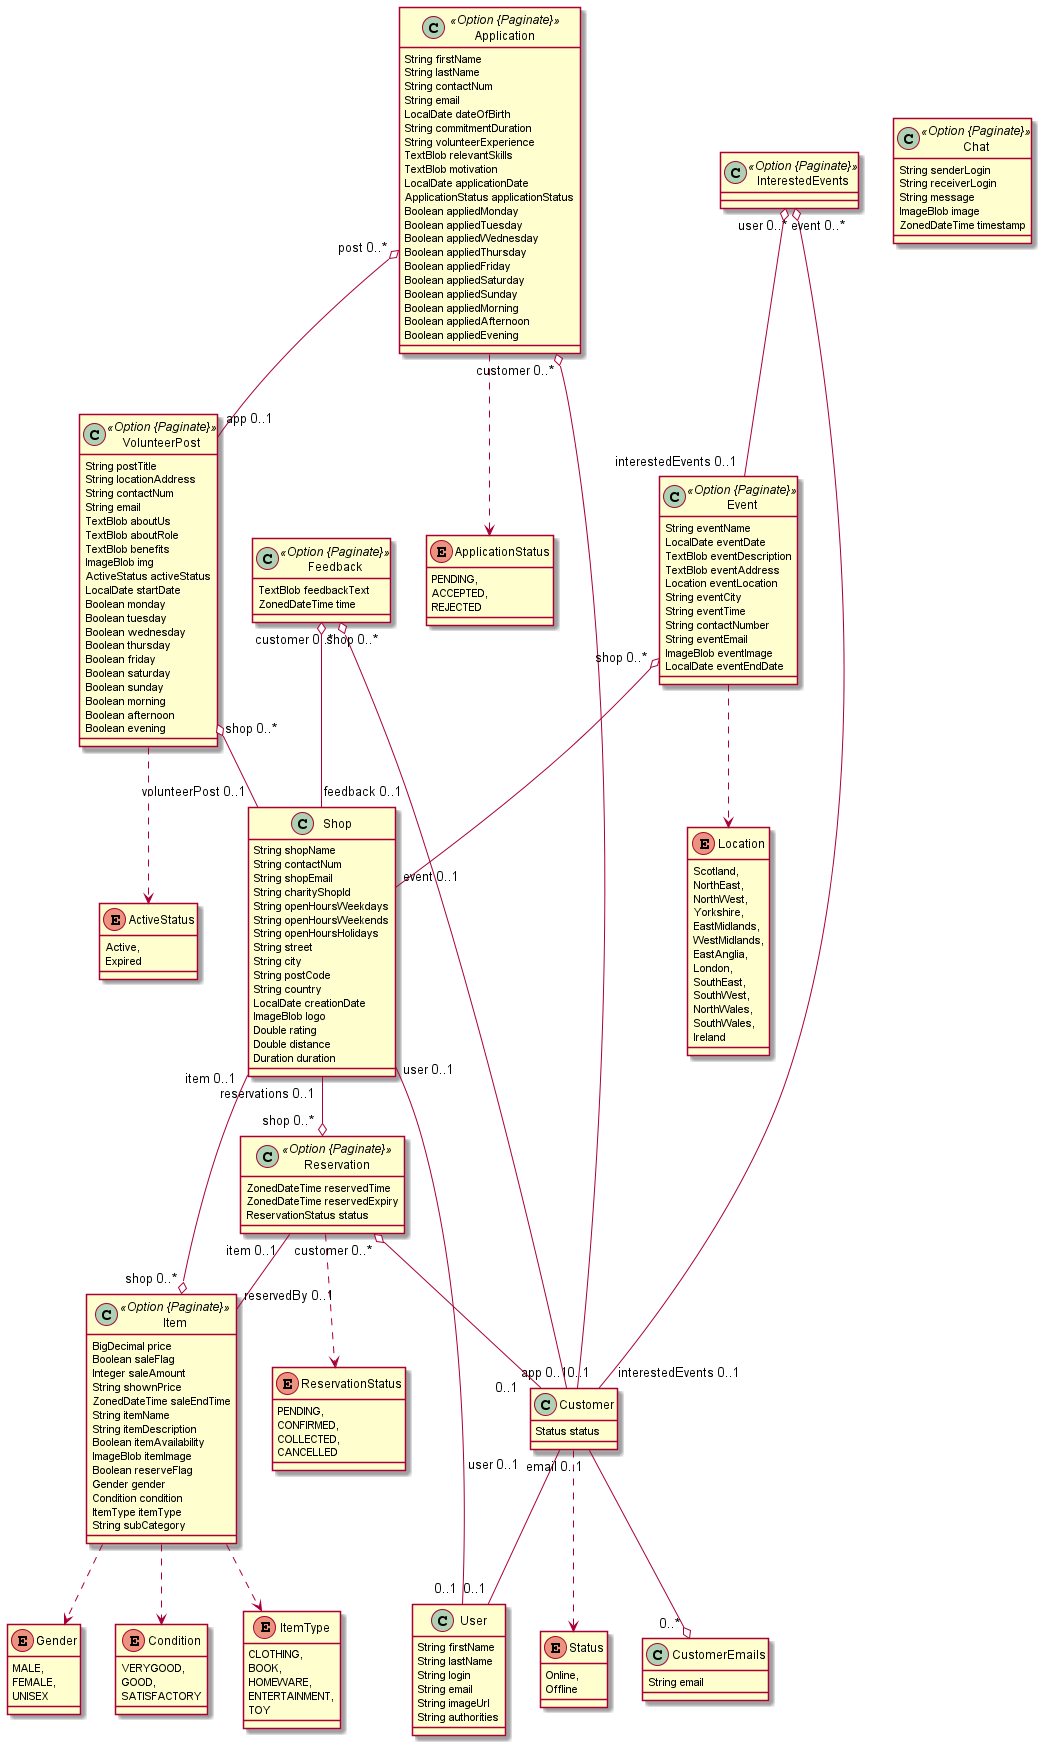 C
«Option {Paginate}»
Application
String firstName
String lastName
String contactNum
String email
LocalDate dateOfBirth
String commitmentDuration
String volunteerExperience
TextBlob relevantSkills
TextBlob motivation
LocalDate applicationDate
ApplicationStatus applicationStatus
Boolean appliedMonday
Boolean appliedTuesday
Boolean appliedWednesday
Boolean appliedThursday
Boolean appliedFriday
Boolean appliedSaturday
Boolean appliedSunday
Boolean appliedMorning
Boolean appliedAfternoon
Boolean appliedEvening
C
«Option {Paginate}»
InterestedEvents
C
«Option {Paginate}»
Chat
String senderLogin
String receiverLogin
String message
ImageBlob image
ZonedDateTime timestamp
post 0..*
user 0..*
event 0..*
customer 0..*
app 0..1
interestedEvents 0..1
C
«Option {Paginate}»
VolunteerPost
String postTitle
String locationAddress
String contactNum
String email
TextBlob aboutUs
TextBlob aboutRole
TextBlob benefits
ImageBlob img
ActiveStatus activeStatus
LocalDate startDate
Boolean monday
Boolean tuesday
Boolean wednesday
Boolean thursday
Boolean friday
Boolean saturday
Boolean sunday
Boolean morning
Boolean afternoon
Boolean evening
C
«Option {Paginate}»
Feedback
TextBlob feedbackText
ZonedDateTime time
E
ApplicationStatus
PENDING,
ACCEPTED,
REJECTED
C
«Option {Paginate}»
Event
String eventName
LocalDate eventDate
TextBlob eventDescription
TextBlob eventAddress
Location eventLocation
String eventCity
String eventTime
String contactNumber
String eventEmail
ImageBlob eventImage
LocalDate eventEndDate
customer 0..*
shop 0..*
shop 0..*
shop 0..*
volunteerPost 0..1
feedback 0..1
event 0..1
E
ActiveStatus
Active,
Expired
C
Shop
String shopName
String contactNum
String shopEmail
String charityShopId
String openHoursWeekdays
String openHoursWeekends
String openHoursHolidays
String street
String city
String postCode
String country
LocalDate creationDate
ImageBlob logo
Double rating
Double distance
Duration duration
E
Location
Scotland,
NorthEast,
NorthWest,
Yorkshire,
EastMidlands,
WestMidlands,
EastAnglia,
London,
SouthEast,
SouthWest,
NorthWales,
SouthWales,
Ireland
item 0..1
reservations 0..1
user 0..1
shop 0..*
C
«Option {Paginate}»
Reservation
ZonedDateTime reservedTime
ZonedDateTime reservedExpiry
ReservationStatus status
item 0..1
customer 0..*
shop 0..*
reservedBy 0..1
C
«Option {Paginate}»
Item
BigDecimal price
Boolean saleFlag
Integer saleAmount
String shownPrice
ZonedDateTime saleEndTime
String itemName
String itemDescription
Boolean itemAvailability
ImageBlob itemImage
Boolean reserveFlag
Gender gender
Condition condition
ItemType itemType
String subCategory
E
ReservationStatus
PENDING,
CONFIRMED,
COLLECTED,
CANCELLED
app 0..1
0..1
interestedEvents 0..1
0..1
C
Customer
Status status
user 0..1
email 0..1
0..1
0..1
0..*
E
Gender
MALE,
FEMALE,
UNISEX
E
Condition
VERYGOOD,
GOOD,
SATISFACTORY
E
ItemType
CLOTHING,
BOOK,
HOMEWARE,
ENTERTAINMENT,
TOY
C
User
String firstName
String lastName
String login
String email
String imageUrl
String authorities
E
Status
Online,
Offline
C
CustomerEmails
String email